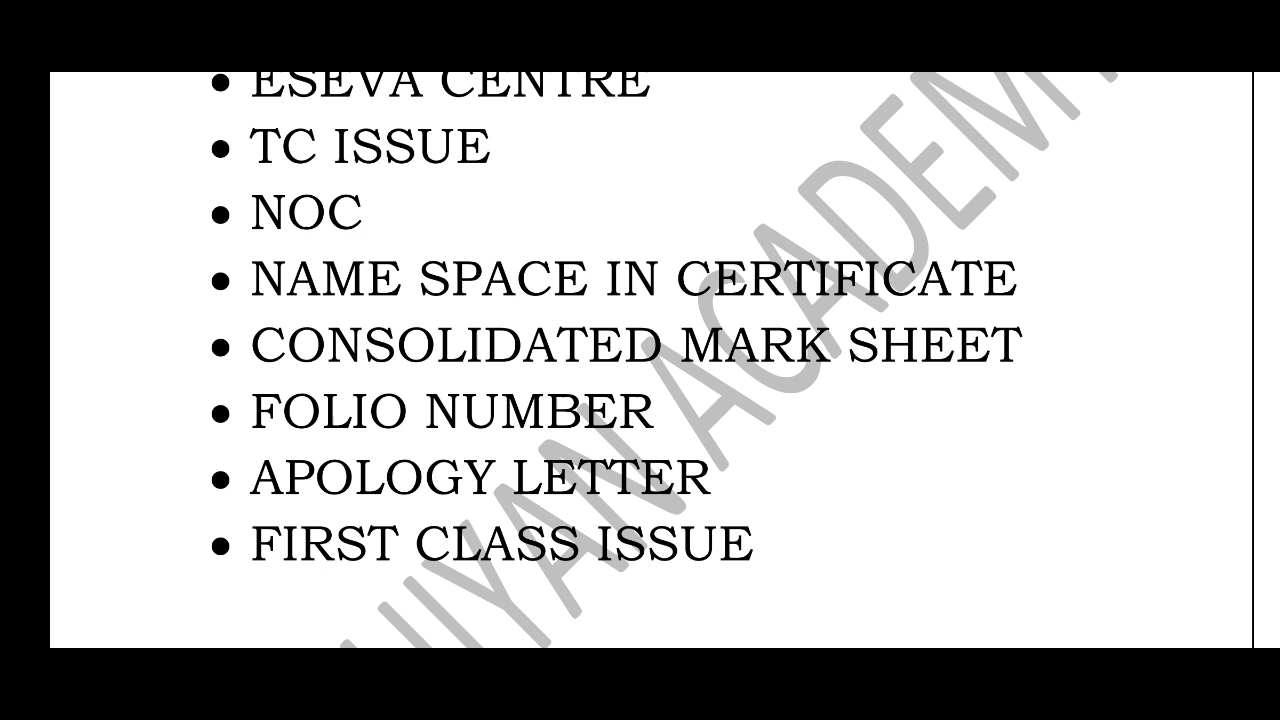 • ESEVA CENTRE
• TC ISSUE
• NOC
• NAME SPACE IN CERTIFICATE
• CONSOLIDATED MARK SHEET
• FOLIO NUMBER
• APOLOGY LETTER
• FIRST CLASS ISSUE